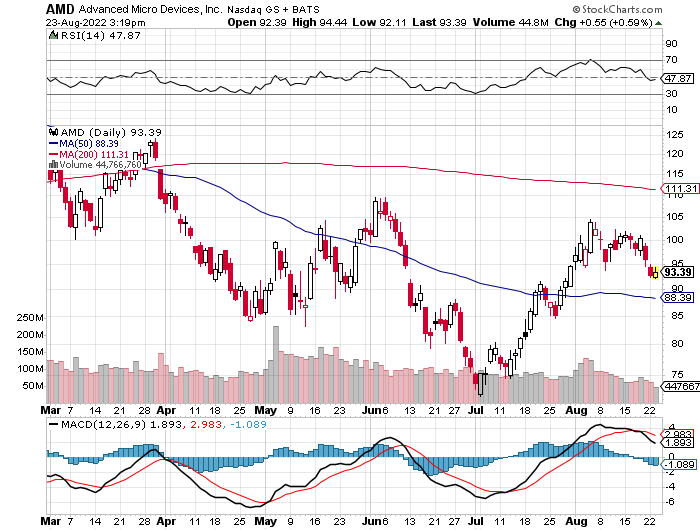 AMD Advanced Micro Devices, Inc. Nasdaq GS + BATS © StockCharts.com
23-Aug-2022 3:19pm Open 92.39 High 94.44 Low 92.11 Last 93.39 Volume 44.8M Chg +0.55 (+0.59%)
RSI(14) 47.87
90
70
47.87
30
10
AMD (Daily) 93.39
MA(50) 88.39
MA(200) 111.31
Volume 44,766,760
125
120
115
111.31
105
100
95
93.39
90
88.39
85
80
75
447667
250M
200M
150M
100M
50M
Mar 7 14 21 28 Apr 11 18 25 May 9 16 23 Jun 6 13 21 27 Jul 11 18 25 Aug 8 15 22
MACD(12,26,9) 1.893, 2.983, -1.089
4
2.983
1.893
0
-1.089
-2
-4
-6
Mar 7 14 21 28 Apr 11 18 25 May 9 16 23 Jun 6 13 21 27 Jul 11 18 25 Aug 8 15 22